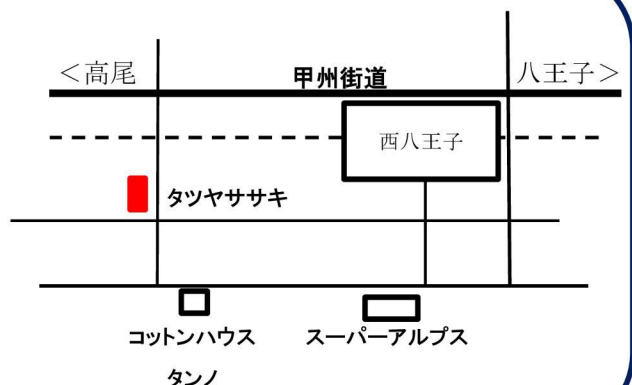 <高尾
甲州街道
八王子>
西八王子
タツヤササキ
コットンハウス
タンノ
スーパーアルプス